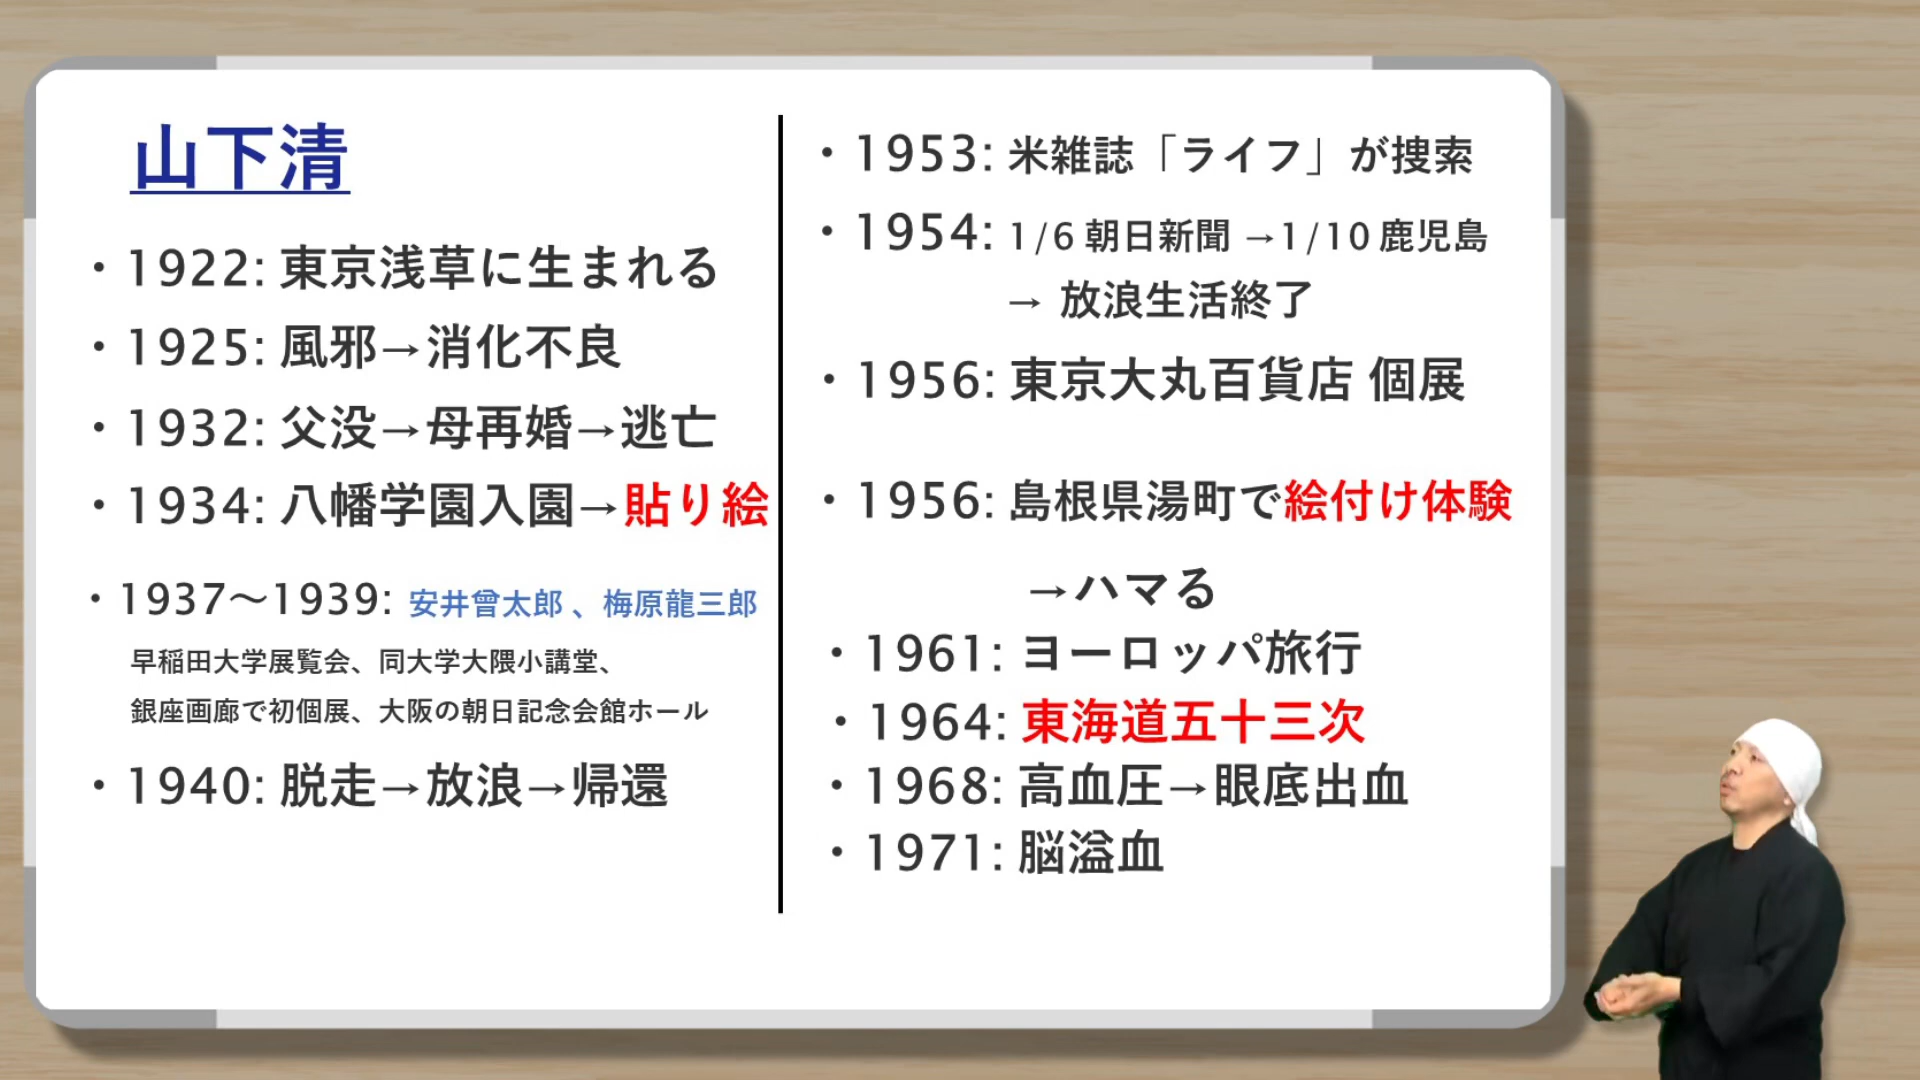 山下清
・1922: 東京浅草に生まれる
・1925: 風邪→消化不良
・1932: 父没→母再婚→逃亡
・1934: 八幡学園入園→貼り絵
・1937～1939: 安井曾太郎、梅原龍三郎
早稲田大学展覧会、同大学大隈小講堂、
銀座画廊で初個展、大阪の朝日記念会館ホール
・1940: 脱走→放浪→帰還
・1953: 米雑誌「ライフ」が捜索
・1954: 1/6 朝日新聞 →1/10 鹿児島
→ 放浪生活終了
・1956: 東京大丸百貨店 個展
・1956: 島根県湯町で絵付け体験
→ハマる
・1961: ヨーロッパ旅行
・1964: 東海道五十三次
・1968: 高血圧→眼底出血
・1971: 脳溢血